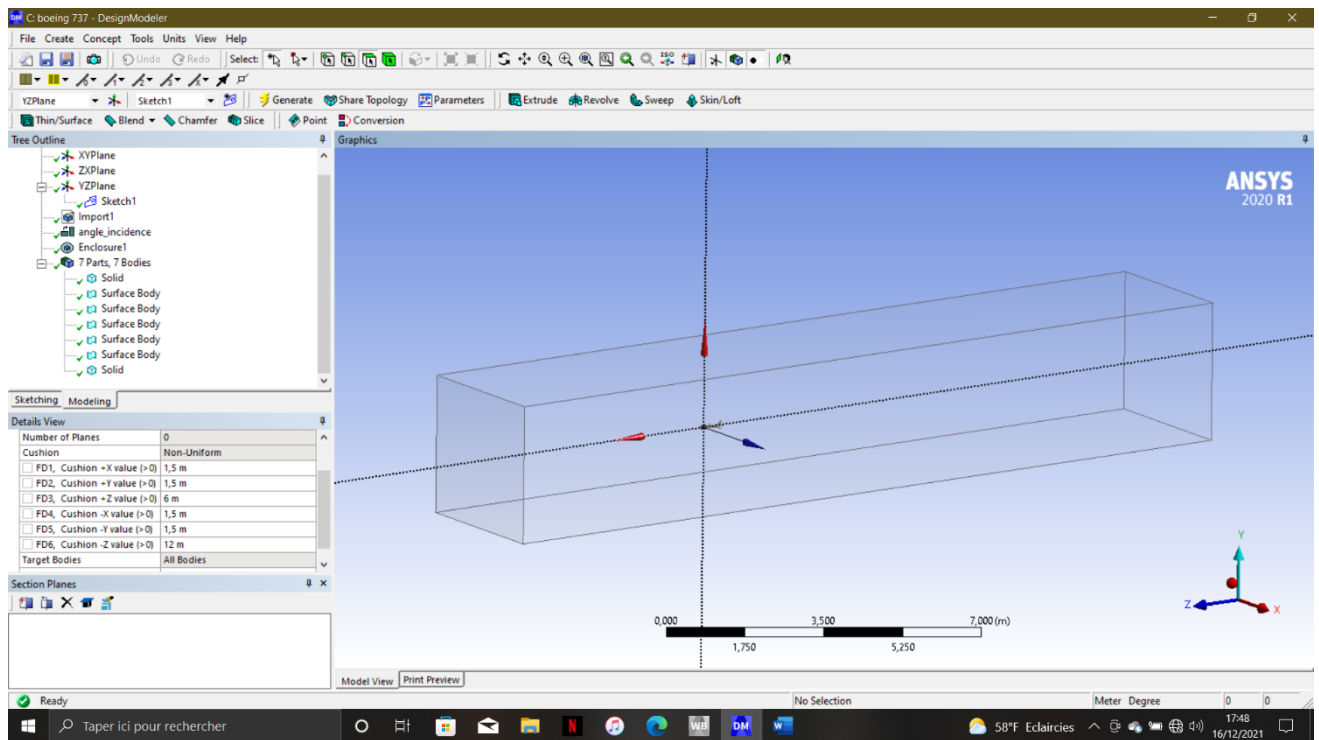 C: boeing 737 - DesignModeler
File Create Concept Tools Units View Help
Undo Redo Select:
YZPlane Sketch1 Generate Share Topology Parameters Extrude Revolve Sweep Skin/Loft
Thin/Surface Blend Chamfer Slice Point Conversion
Tree Outline
XYPlane
ZXPlane
YZPlane
Sketch1
Import1
angle_incidence
Enclosure1
7 Parts, 7 Bodies
Solid
Surface Body
Surface Body
Surface Body
Surface Body
Surface Body
Solid
Sketching Modeling
Details View
Number of Planes 0
Cushion Non-Uniform
FD1, Cushion +X value (>0) 1,5 m
FD2, Cushion +Y value (>0) 1,5 m
FD3, Cushion +Z value (>0) 6 m
FD4, Cushion -X value (>0) 1,5 m
FD5, Cushion -Y value (>0) 1,5 m
FD6, Cushion -Z value (>0) 12 m
Target Bodies All Bodies
Section Planes
Graphics
ANSYS
2020 R1
Y
Z
X
0,000 3,500 7,000 (m)
1,750 5,250
Model View Print Preview
Ready No Selection Meter Degree 0 0
Taper ici pour rechercher
N WB DM W
58°F Eclaircies
17:48
16/12/2021